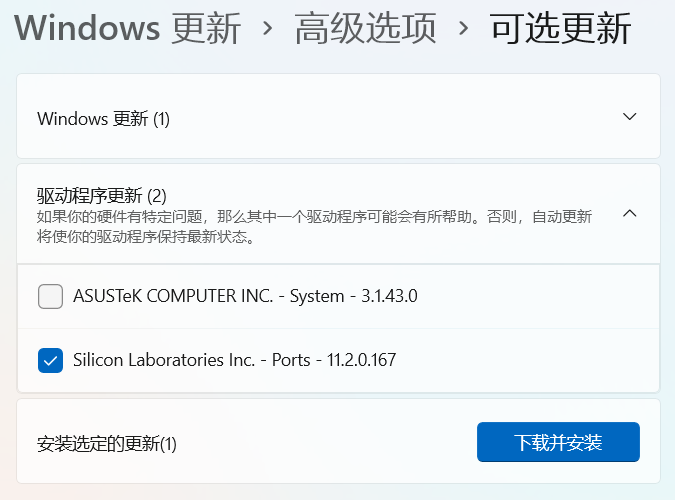 Windows 更新 › 高级选项 › 可选更新
Windows 更新 (1)
驱动程序更新 (2)
如果你的硬件有特定问题，那么其中一个驱动程序可能会有所帮助。否则，自动更新
将使你的驱动程序保持最新状态。
ASUSTeK COMPUTER INC. - System - 3.1.43.0
Silicon Laboratories Inc. - Ports - 11.2.0.167
安装选定的更新(1)
下载并安装